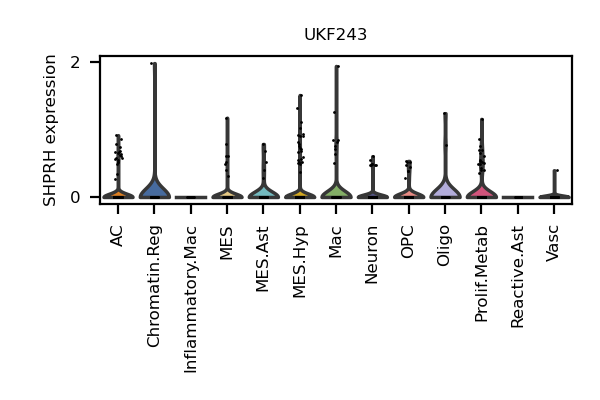 UKF243
SHPRH expression
2
0
AC
Chromatin.Reg
Inflammatory.Mac
MES
MES.Ast
MES.Hyp
Mac
Neuron
OPC
Oligo
Prolif.Metab
Reactive.Ast
Vasc